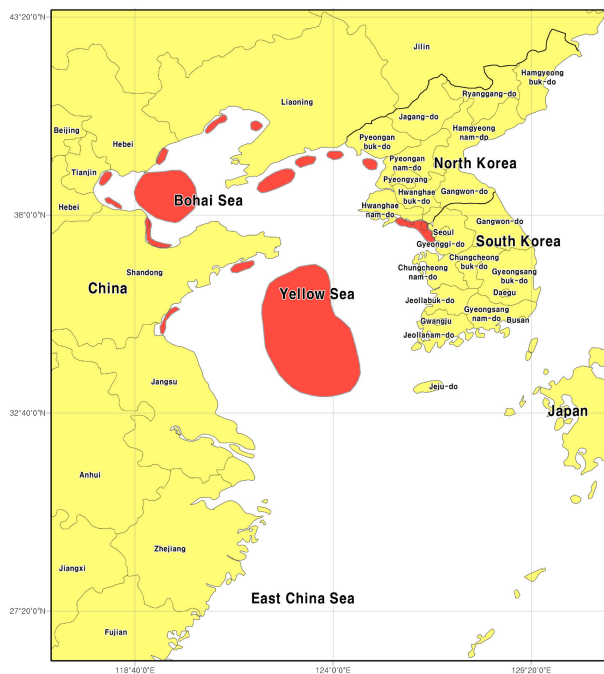 43°20'0"N
Jilin
Hamgyeong
buk-do
Ryanggang-do
Liaoning
Jagang-do
Beijing
Hebei
Pyeongan
buk-do
Hamgyeong
nam-dp
Pyeongan
nam-do
North Korea
Tianjin
Pyeongyang
Bohai Sea
Hwanghae
buk-do
Gangwon-do
Hebei
Hwanghae
nam-do
38°0'0"N
Gangwon-do
Seoul
South Korea
Gyeonggi-do
Shandong
Chungcheong
nam-do
Chungcheong
buk-do
Gyeongsang
buk-do
China
Yellow Sea
Jeollabuk-do
Daegu
Gyeongsang
nam-do
Gwangju
Busan
Jeollanam-do
Jangsu
Jeju-do
32°40'0"N
Japan
Anhui
Zhejiang
Jiangxi
East China Sea
27°20'0"N
Fujian
118°40'0"E
124°0'0"E
129°20'0"E